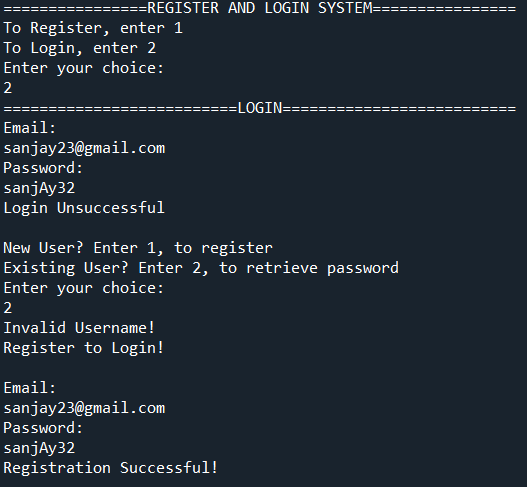 ================REGISTER AND LOGIN SYSTEM================
To Register, enter 1
To Login, enter 2
Enter your choice:
2
==========================LOGIN==========================
Email:
sanjay23@gmail.com
Password:
sanjAy32
Login Unsuccessful
New User? Enter 1, to register
Existing User? Enter 2, to retrieve password
Enter your choice:
2
Invalid Username!
Register to Login!
Email:
sanjay23@gmail.com
Password:
sanjAy32
Registration Successful!